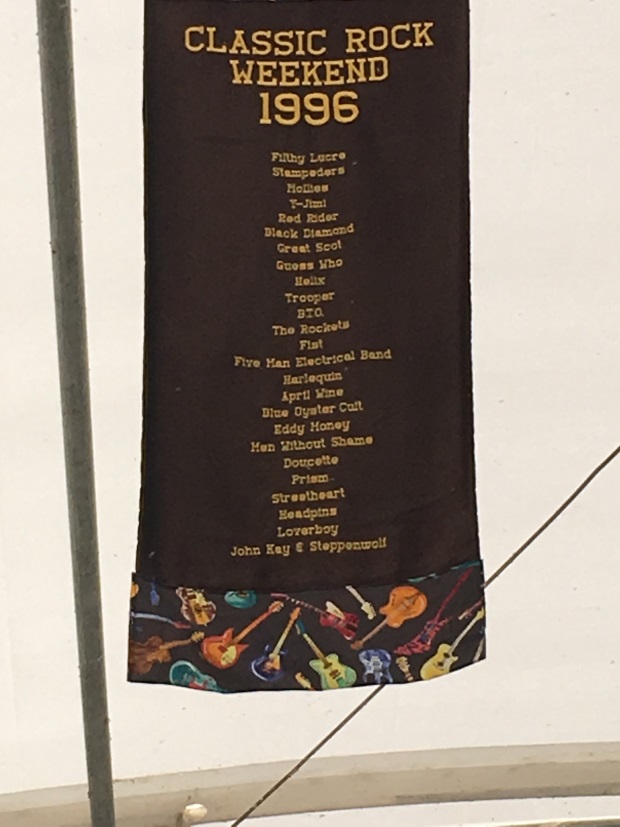 CLASSIC ROCK
WEEKEND
1996
Filthy Lucre
Stampeders
Hollies
Y-Jimi
Red Rider
Black Diamond
Great Scot
Guess Who
Helix
Trooper
B.T.O.
The Rockets
Fist
Five Man Electrical Band
Harlequin
April Wine
Blue Oyster Cult
Eddy Money
Men Without Shame
Doucette
Prism
Streetheart
Headpins
Loverboy
John Kay & Steppenwolf